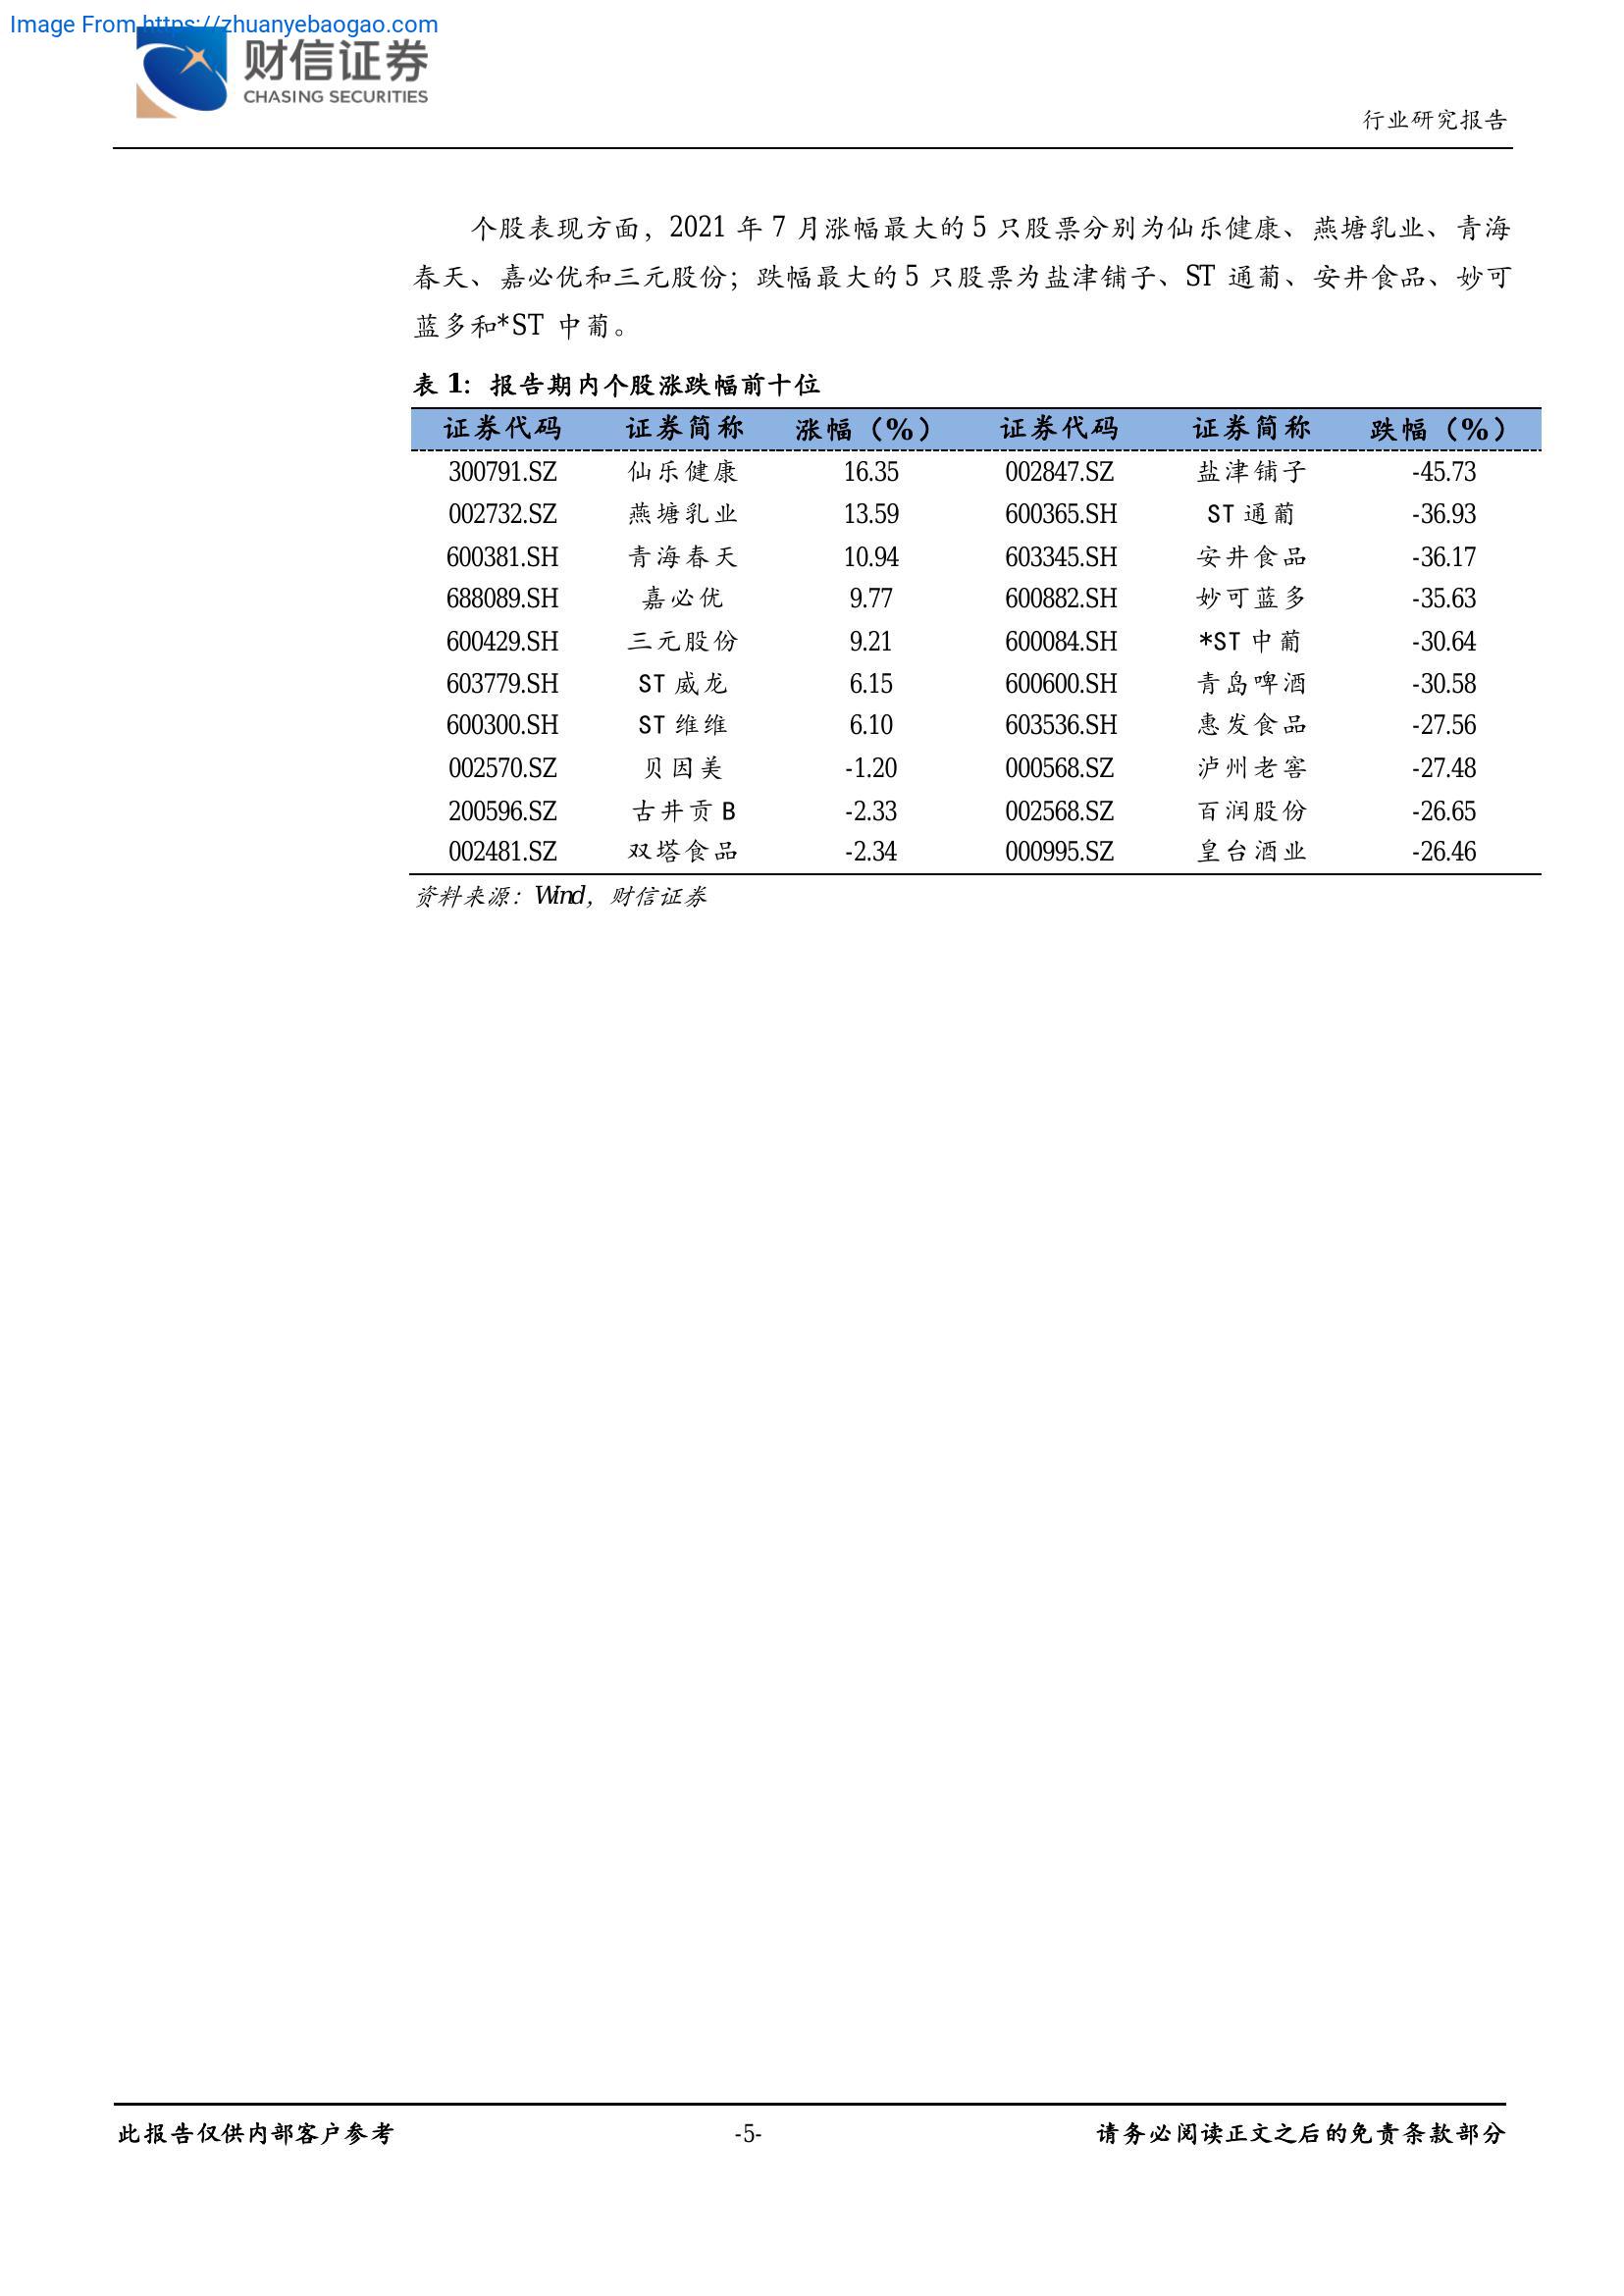 Image From https://zhuanyebaogao.com
财信证券
CHASING SECURITIES
行业研究报告
个股表现方面，2021 年 7 月涨幅最大的 5 只股票分别为仙乐健康、燕塘乳业、青海
春天、嘉必优和三元股份；跌幅最大的 5 只股票为盐津铺子、ST 通葡、安井食品、妙可
蓝多和*ST 中葡。
表 1：报告期内个股涨跌幅前十位
证券代码 证券简称 涨幅（%） 证券代码 证券简称 跌幅（%）
300791.SZ 仙乐健康 16.35 002847.SZ 盐津铺子 -45.73
002732.SZ 燕塘乳业 13.59 600365.SH ST 通葡 -36.93
600381.SH 青海春天 10.94 603345.SH 安井食品 -36.17
688089.SH 嘉必优 9.77 600882.SH 妙可蓝多 -35.63
600429.SH 三元股份 9.21 600084.SH *ST 中葡 -30.64
603779.SH ST 威龙 6.15 600600.SH 青岛啤酒 -30.58
600300.SH ST 维维 6.10 603536.SH 惠发食品 -27.56
002570.SZ 贝因美 -1.20 000568.SZ 泸州老窖 -27.48
200596.SZ 古井贡 B -2.33 002568.SZ 百润股份 -26.65
002481.SZ 双塔食品 -2.34 000995.SZ 皇台酒业 -26.46
资料来源：Wind，财信证券
此报告仅供内部客户参考 -5- 请务必阅读正文之后的免责条款部分